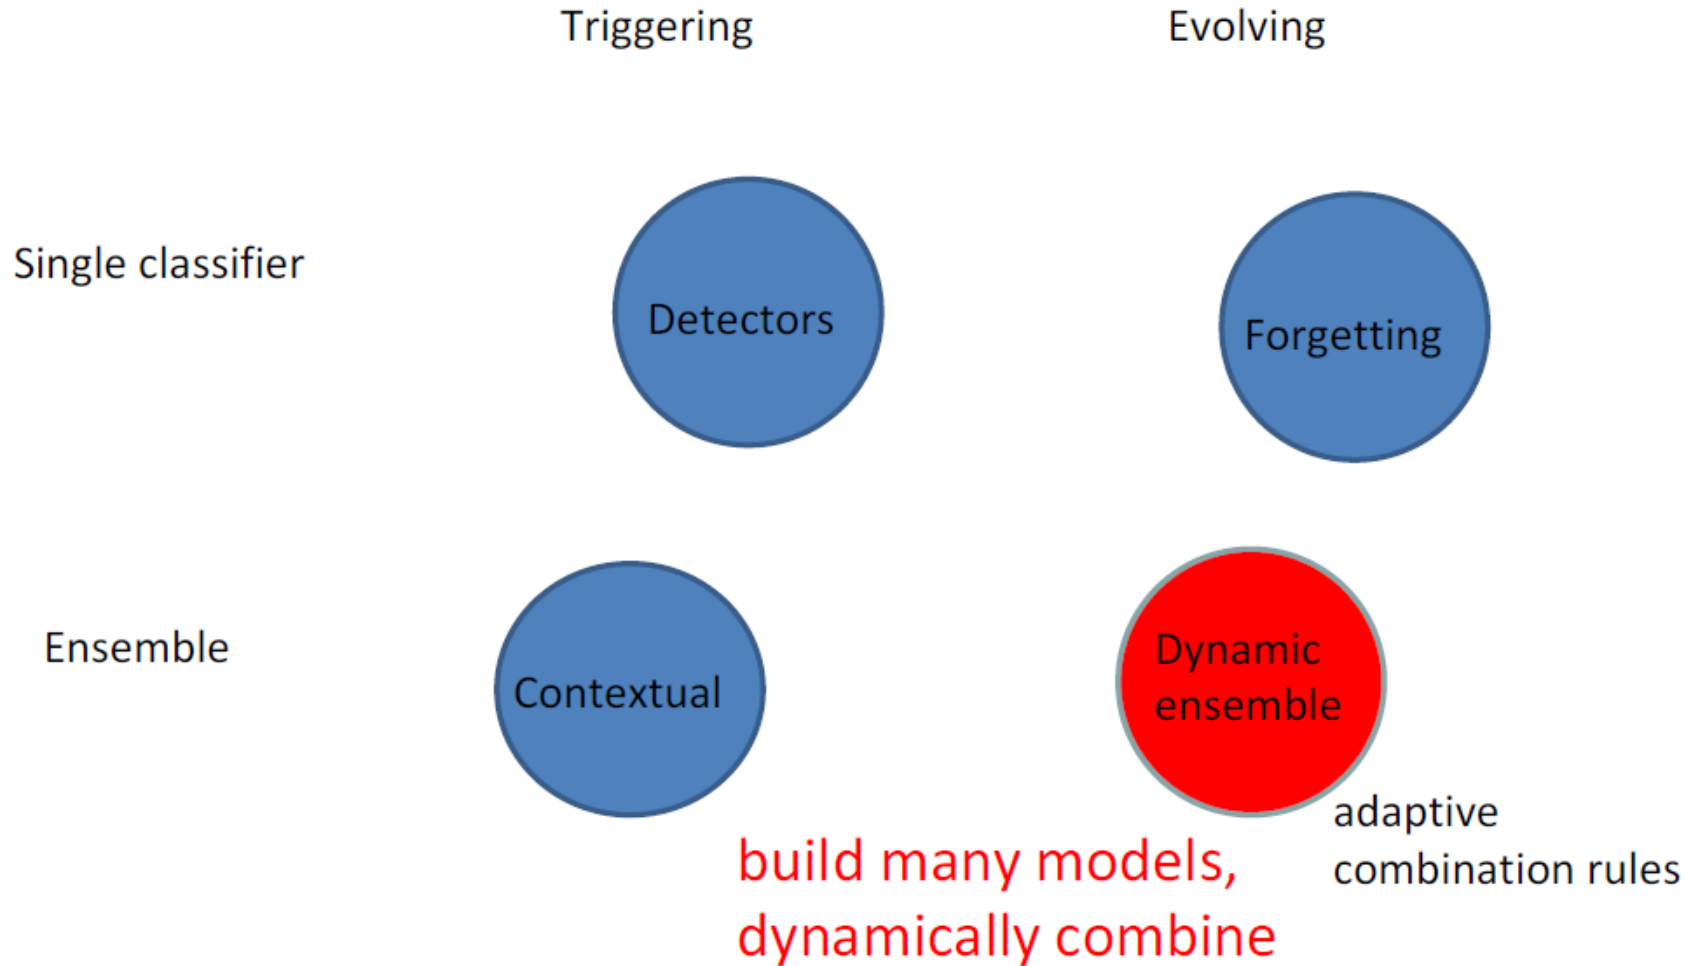 Triggering
Evolving
Single classifier
Detectors
Forgetting
Ensemble
Contextual
Dynamic
ensemble
adaptive
combination rules
build many models,
dynamically combine